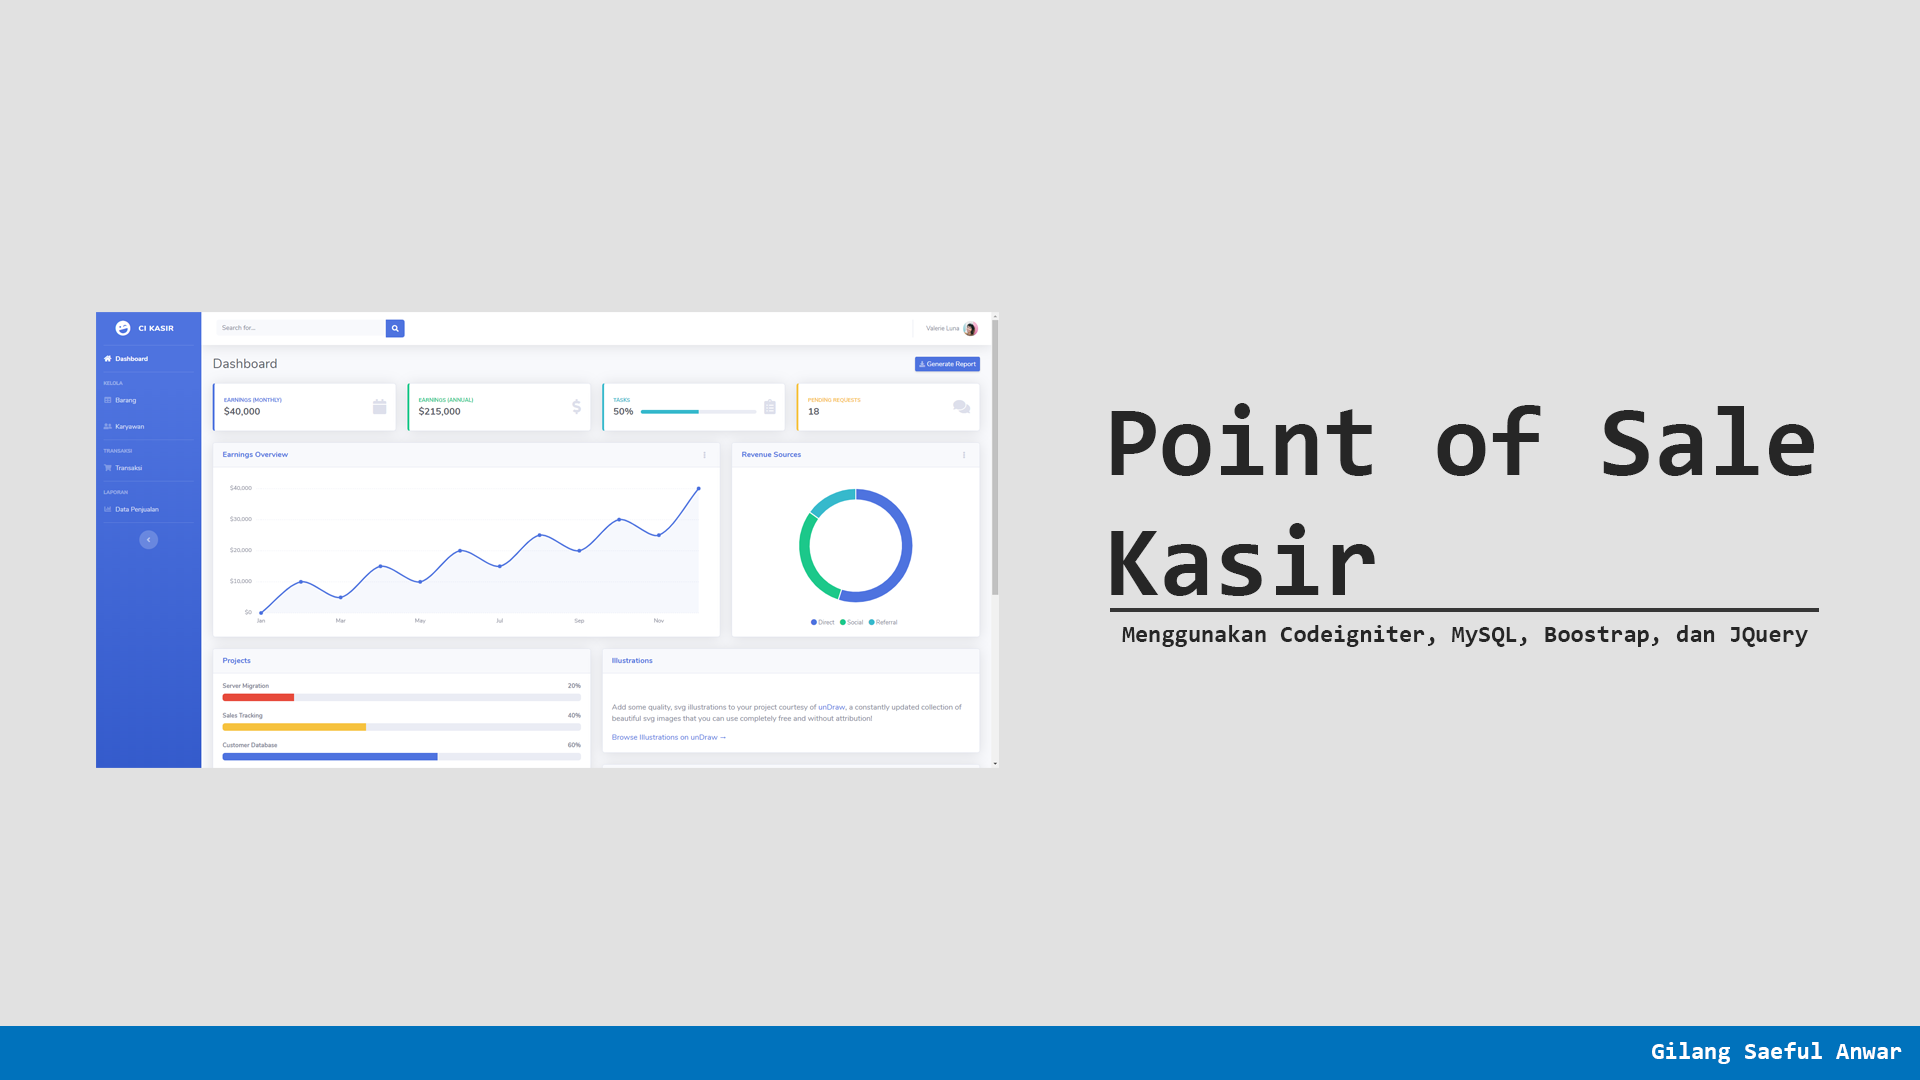 CI KASIR
Dashboard
KELOLA
Barang
Karyawan
TRANSAKSI
Transaksi
LAPORAN
Data Penjualan
Search for...
Valerie Luna
Dashboard
Generate Report
EARNINGS (MONTHLY)
$40,000
EARNINGS (ANNUAL)
$215,000
TASKS
50%
PENDING REQUESTS
18
Earnings Overview
$40,000
$30,000
$20,000
$10,000
$0
Jan Mar May Jul Sep Nov
Revenue Sources
Direct Social Referral
Projects
Server Migration 20%
Sales Tracking 40%
Customer Database 60%
Illustrations
Add some quality, svg illustrations to your project courtesy of unDraw, a constantly updated collection of
beautiful svg images that you can use completely free and without attribution!
Browse Illustrations on unDraw →
Point of Sale
Kasir
Menggunakan Codeigniter, MySQL, Boostrap, dan JQuery
Gilang Saeful Anwar